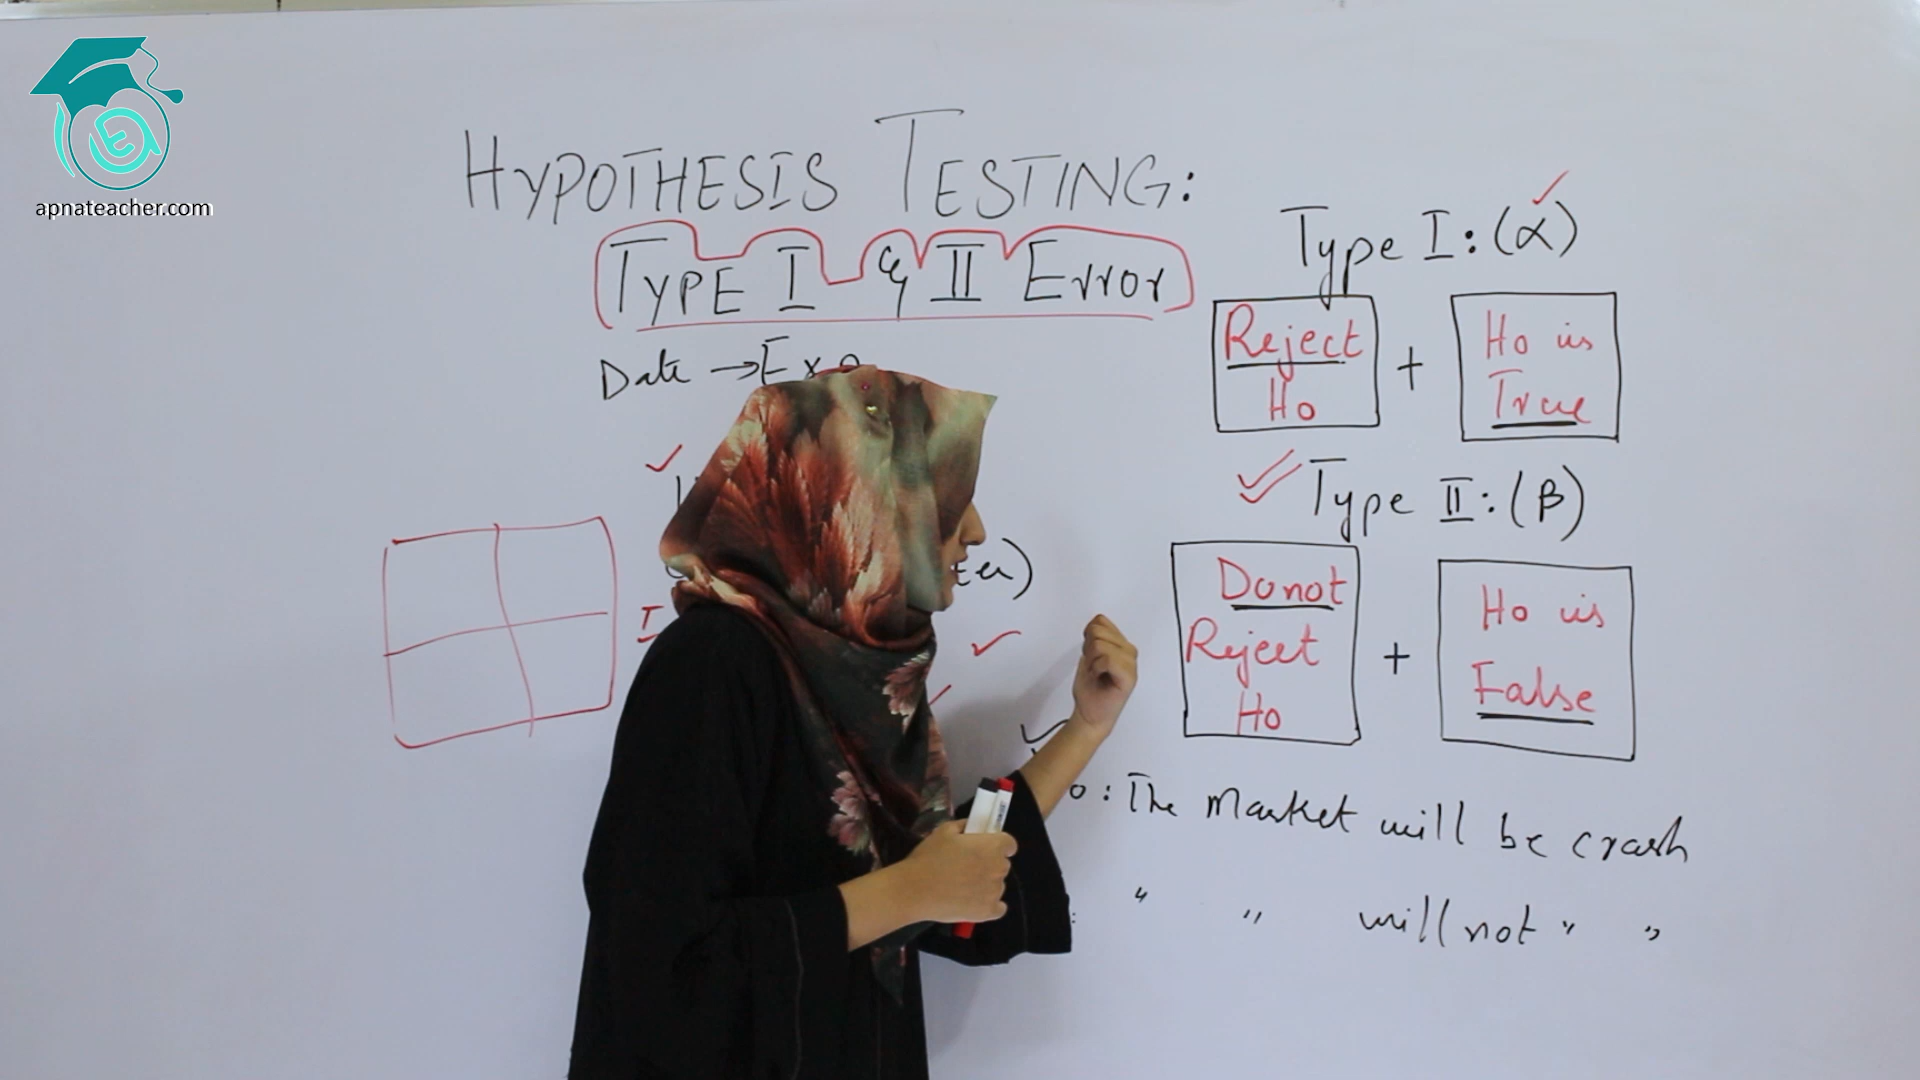 apnateacher.com
HYPOTHESIS TESTING:
TYPE I & II Error
Date → Exp
I
Type I: (α)
Reject
Ho
+
Ho is
True
Type II: (β)
Donot
Reject
Ho
+
Ho is
False
o: The Market will be crash
: " " will not " "